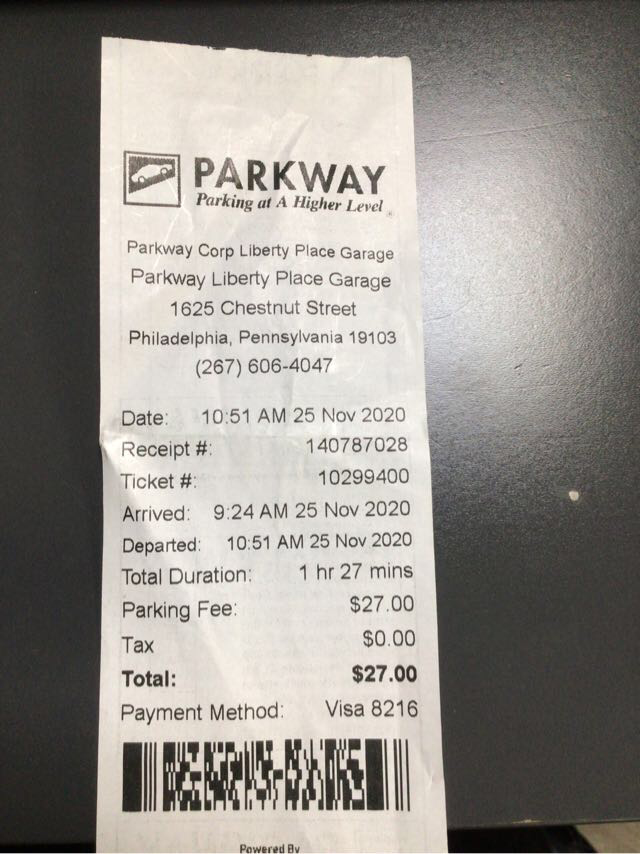 PARKWAY
Parking at A Higher Level
Parkway Corp Liberty Place Garage
Parkway Liberty Place Garage
1625 Chestnut Street
Philadelphia, Pennsylvania 19103
(267) 606-4047
Date: 10:51 AM 25 Nov 2020
Receipt #: 140787028
Ticket #: 10299400
Arrived: 9:24 AM 25 Nov 2020
Departed: 10:51 AM 25 Nov 2020
Total Duration: 1 hr 27 mins
Parking Fee: $27.00
Tax $0.00
Total: $27.00
Payment Method: Visa 8216
Powered By